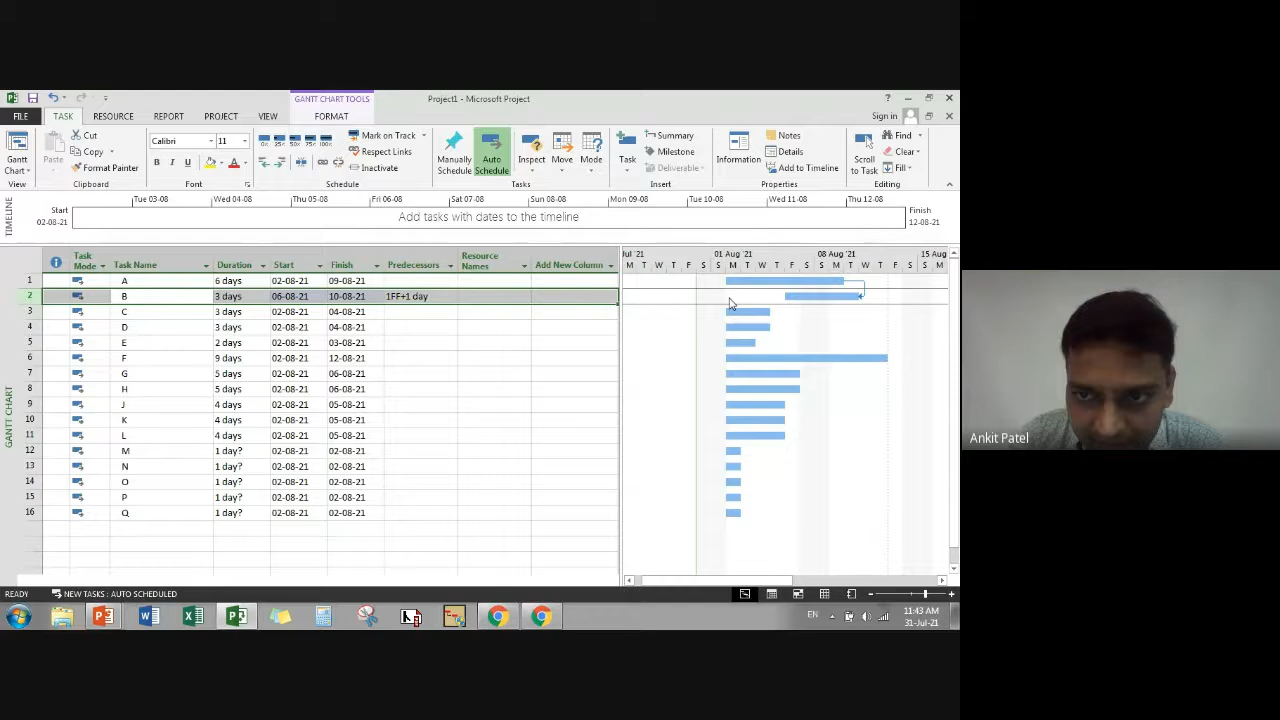 GANTT CHART TOOLS
Project1 - Microsoft Project
Sign in
FILE TASK RESOURCE REPORT PROJECT VIEW FORMAT
Gantt Chart
View
Paste
Cut
Copy
Format Painter
Clipboard
Calibri 11
B I U A
Font
0% 25% 50% 75% 100%
Mark on Track
Respect Links
Inactivate
Schedule
Manually Schedule
Auto Schedule
Inspect
Move
Mode
Tasks
Task
Summary
Milestone
Deliverable
Insert
Information
Notes
Details
Add to Timeline
Properties
Scroll to Task
Find
Clear
Fill
Editing
TIMELINE
Start
02-08-21
Tue 03-08 Wed 04-08 Thu 05-08 Fri 06-08 Sat 07-08 Sun 08-08 Mon 09-08 Tue 10-08 Wed 11-08 Thu 12-08
Add tasks with dates to the timeline
Finish
12-08-21
GANTT CHART
Task Mode Task Name Duration Start Finish Predecessors Resource Names Add New Column
1 A 6 days 02-08-21 09-08-21
2 B 3 days 06-08-21 10-08-21 1FF+1 day
3 C 3 days 02-08-21 04-08-21
4 D 3 days 02-08-21 04-08-21
5 E 2 days 02-08-21 03-08-21
6 F 9 days 02-08-21 12-08-21
7 G 5 days 02-08-21 06-08-21
8 H 5 days 02-08-21 06-08-21
9 J 4 days 02-08-21 05-08-21
10 K 4 days 02-08-21 05-08-21
11 L 4 days 02-08-21 05-08-21
12 M 1 day? 02-08-21 02-08-21
13 N 1 day? 02-08-21 02-08-21
14 O 1 day? 02-08-21 02-08-21
15 P 1 day? 02-08-21 02-08-21
16 Q 1 day? 02-08-21 02-08-21
Jul '21 01 Aug '21 08 Aug '21 15 Aug
M T W T F S S M T W T F S S M T W T F S S M
READY NEW TASKS : AUTO SCHEDULED
EN
11:43 AM
31-Jul-21
Ankit Patel